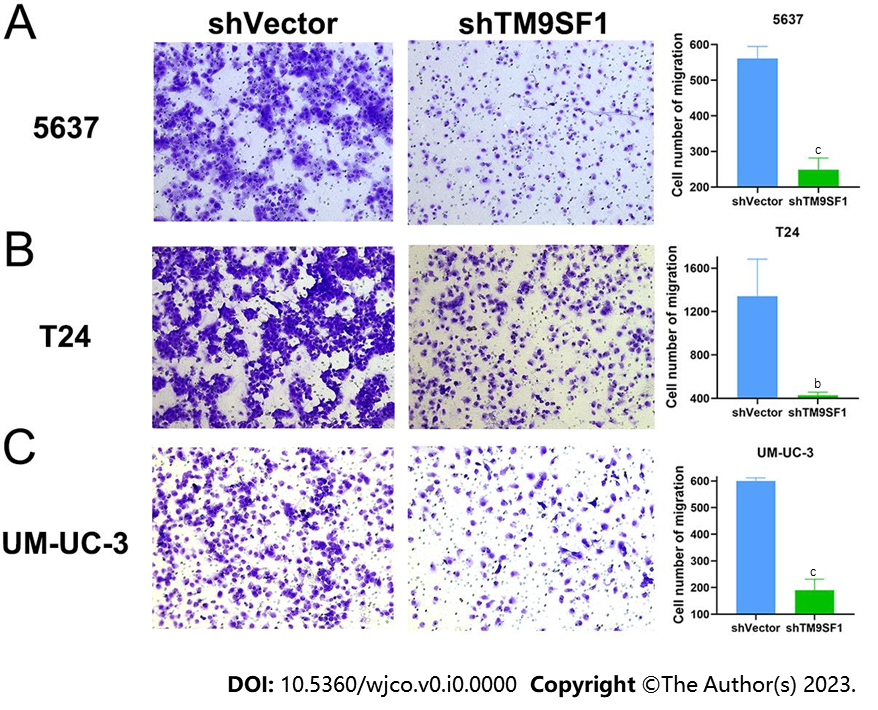 A
shVector
shTM9SF1
5637
5637
Cell number of migration
600
500
400
300
200
c
shVector
shTM9SF1
B
T24
T24
Cell number of migration
1600
1200
800
400
b
shVector
shTM9SF1
C
UM-UC-3
UM-UC-3
Cell number of migration
600
500
400
300
200
100
c
shVector
shTM9SF1
DOI: 10.5360/wjco.v0.i0.0000 Copyright ©The Author(s) 2023.